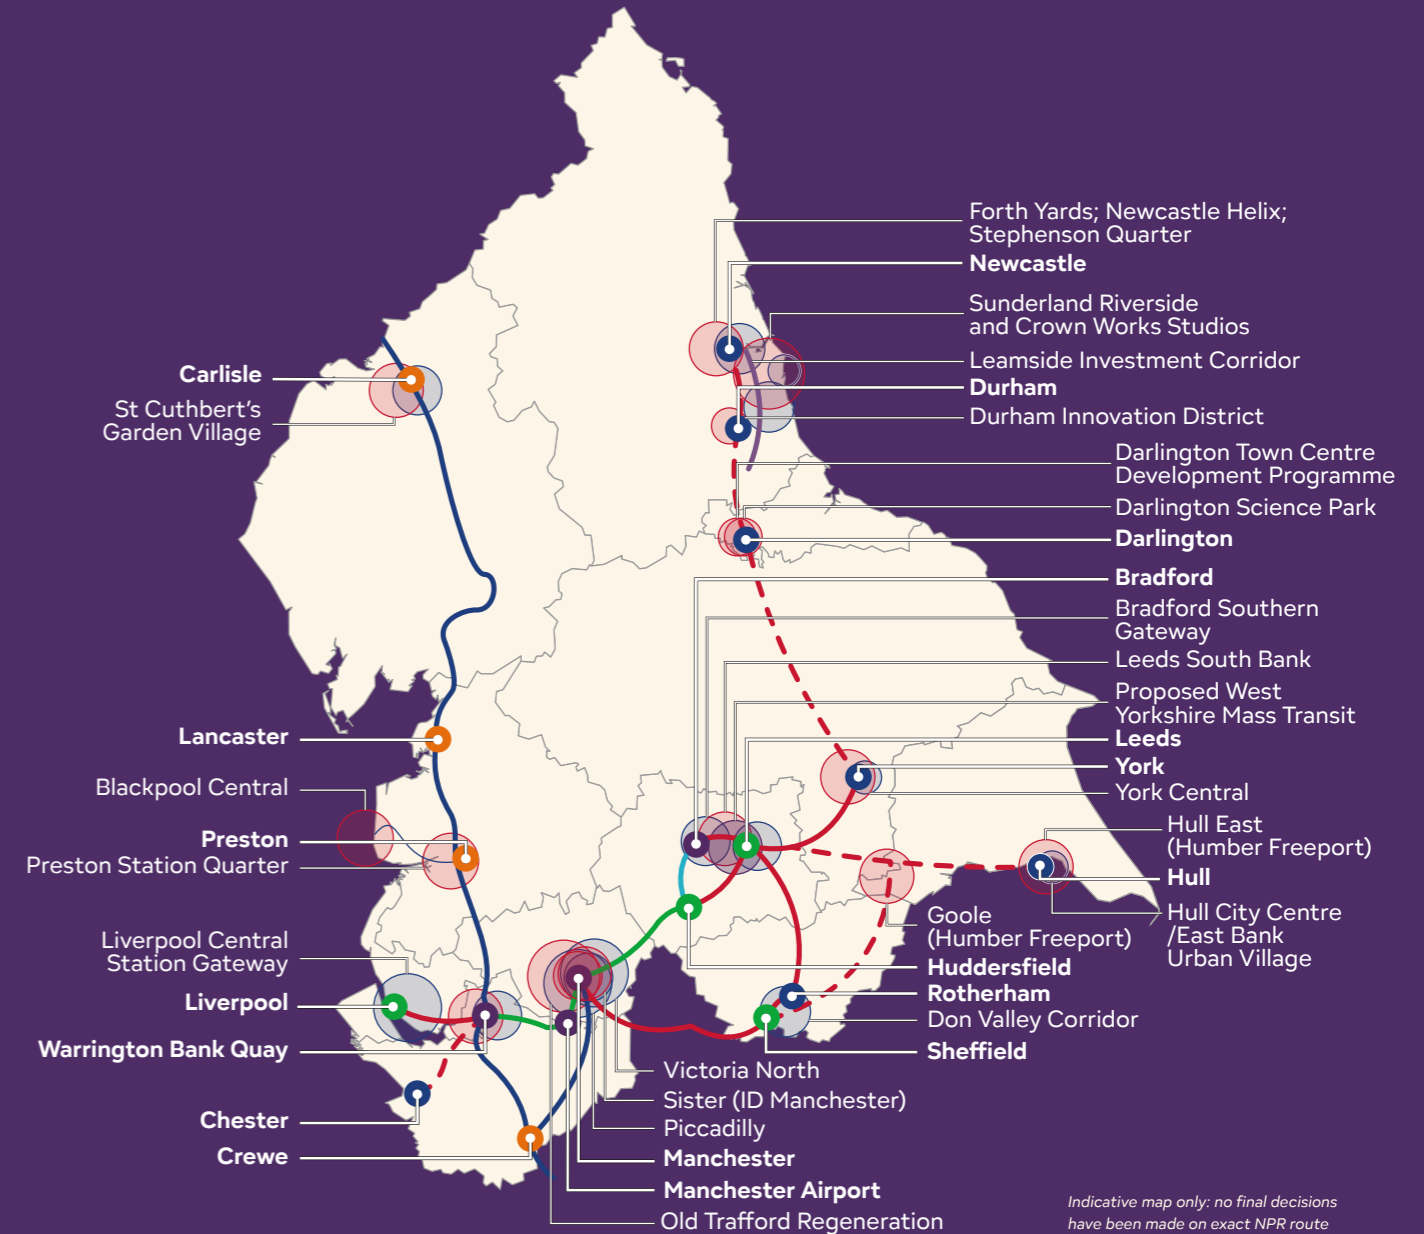 Forth Yards; Newcastle Helix;
Stephenson Quarter
Newcastle
Sunderland Riverside
and Crown Works Studios
Leamside Investment Corridor
Durham
Durham Innovation District
Darlington Town Centre
Development Programme
Darlington Science Park
Darlington
Bradford
Bradford Southern
Gateway
Leeds South Bank
Proposed West
Yorkshire Mass Transit
Leeds
York
York Central
Hull East
(Humber Freeport)
Hull
Hull City Centre
/East Bank
Urban Village
Goole
(Humber Freeport)
Huddersfield
Rotherham
Don Valley Corridor
Sheffield
Carlisle
St Cuthbert's
Garden Village
Lancaster
Blackpool Central
Preston
Preston Station Quarter
Liverpool Central
Station Gateway
Liverpool
Warrington Bank Quay
Chester
Crewe
Victoria North
Sister (ID Manchester)
Piccadilly
Manchester
Manchester Airport
Old Trafford Regeneration
Indicative map only: no final decisions
have been made on exact NPR route